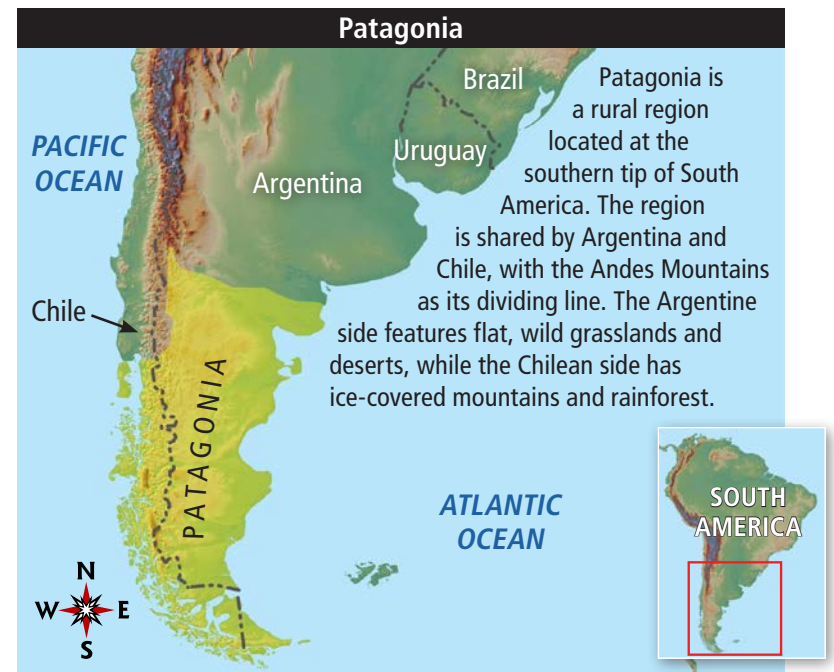 Patagonia
Brazil
Uruguay
Argentina
PACIFIC
OCEAN
Chile
PATAGONIA
Patagonia is
a rural region
located at the
southern tip of South
America. The region
is shared by Argentina and
Chile, with the Andes Mountains
as its dividing line. The Argentine
side features flat, wild grasslands and
deserts, while the Chilean side has
ice-covered mountains and rainforest.
ATLANTIC
OCEAN
SOUTH
AMERICA
N
W E
S